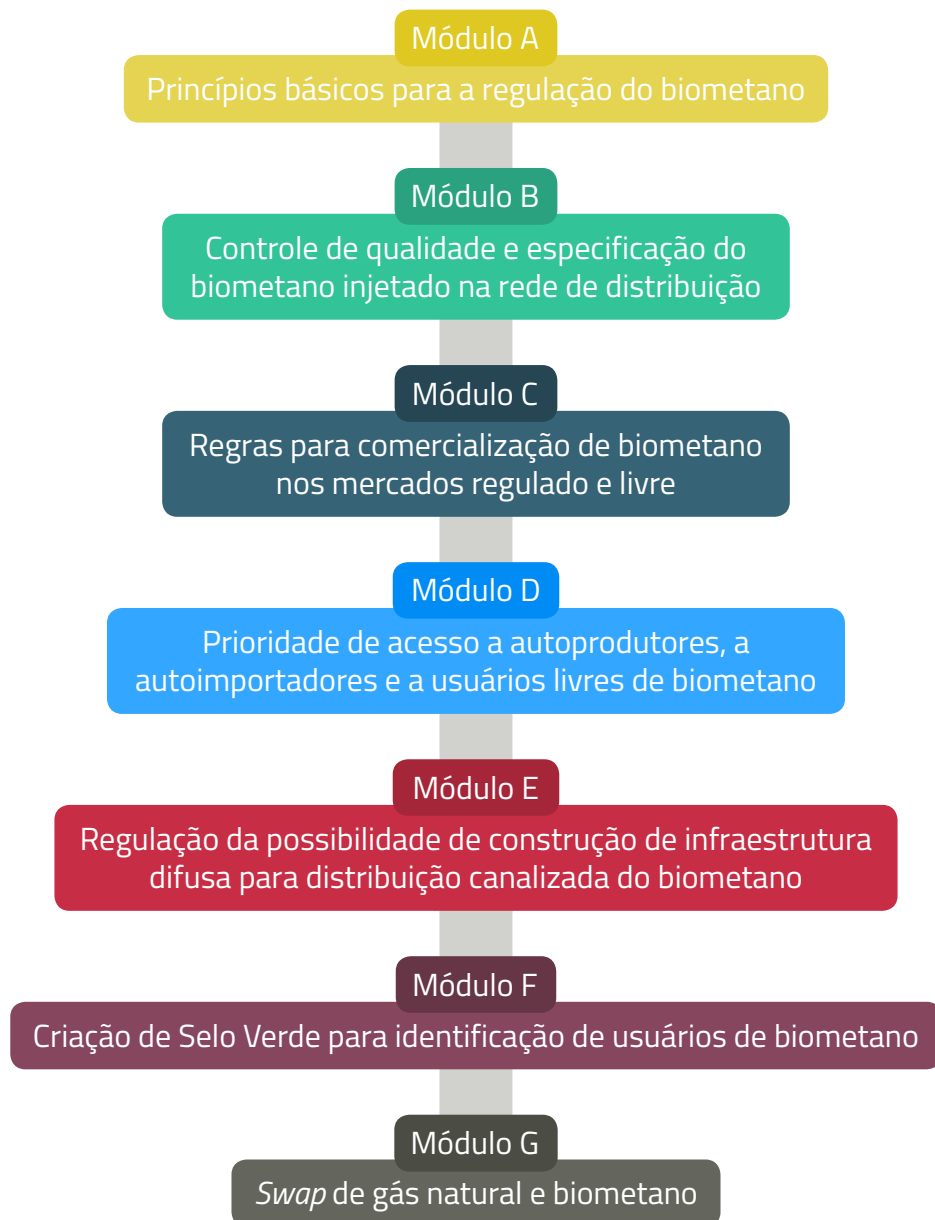 Módulo A
Princípios básicos para a regulação do biometano
Módulo B
Controle de qualidade e especificação do
biometano injetado na rede de distribuição
Módulo C
Regras para comercialização de biometano
nos mercados regulado e livre
Módulo D
Prioridade de acesso a autoprodutores, a
autoimportadores e a usuários livres de biometano
Módulo E
Regulação da possibilidade de construção de infraestrutura
difusa para distribuição canalizada do biometano
Módulo F
Criação de Selo Verde para identificação de usuários de biometano
Módulo G
Swap de gás natural e biometano